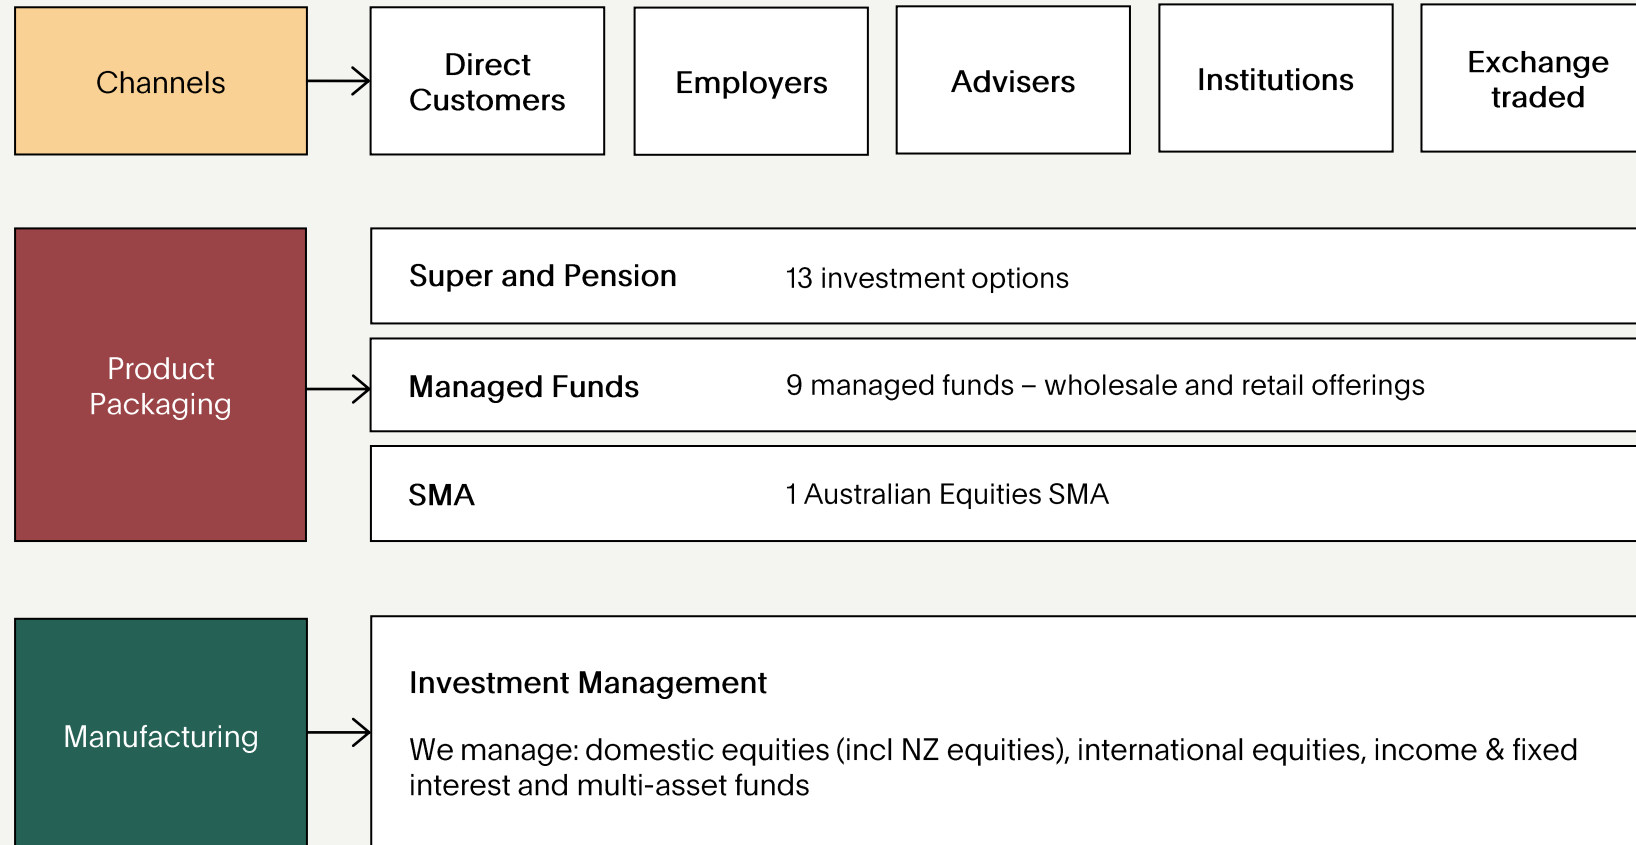 Channels
Direct
Customers
Employers
Advisers
Institutions
Exchange
traded
Product
Packaging
Super and Pension
13 investment options
Managed Funds
9 managed funds – wholesale and retail offerings
SMA
1 Australian Equities SMA
Manufacturing
Investment Management
We manage: domestic equities (incl NZ equities), international equities, income & fixed
interest and multi-asset funds